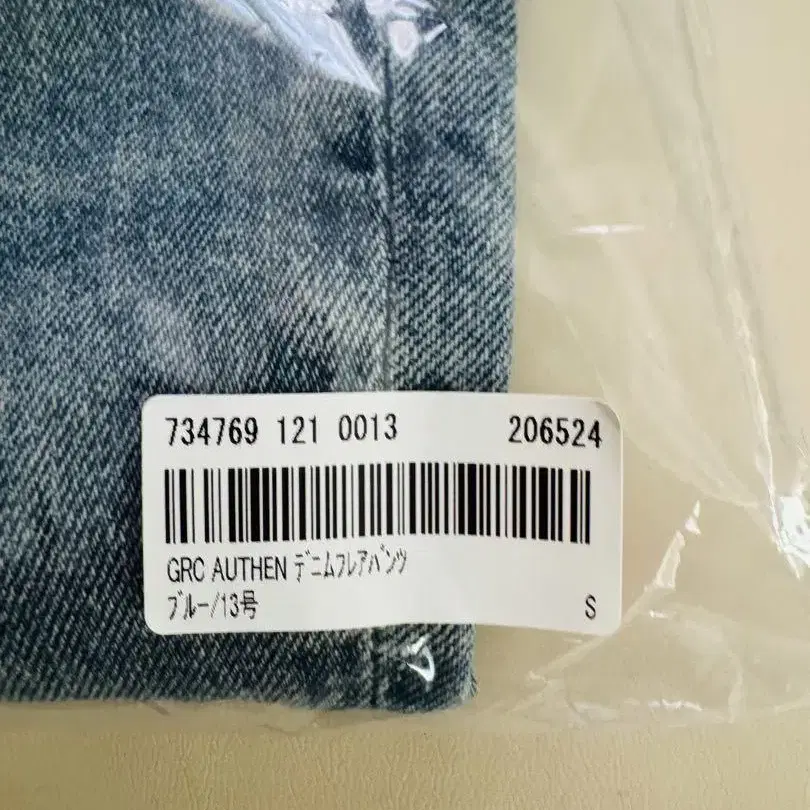 734769 121 0013 206524
GRC AUTHEN ﾃﾞﾆﾑﾌﾚｱﾊﾟﾝﾂ
ﾌﾞﾙｰ/13号 S